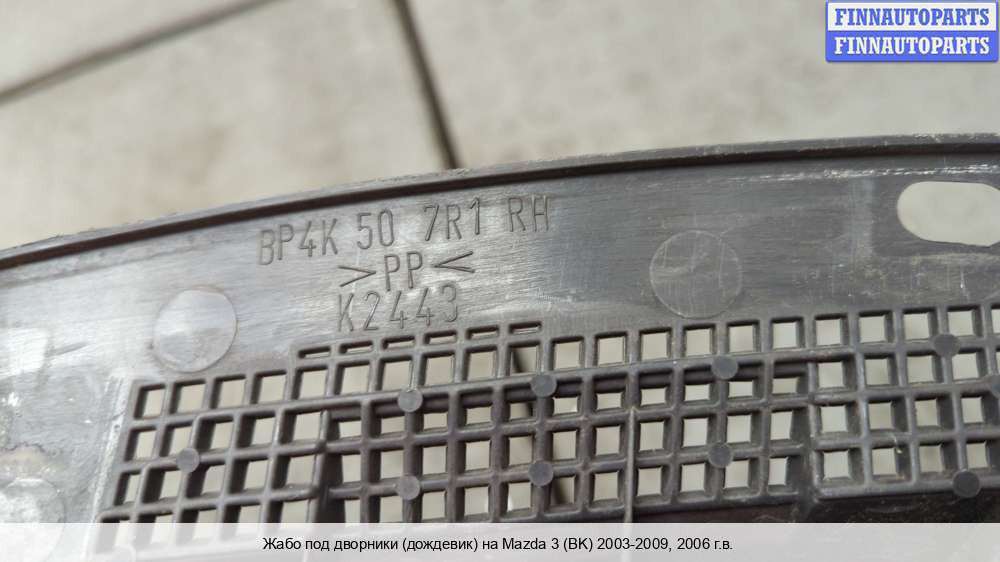 FINNAUTOPARTS
FINNAUTOPARTS
BP4K 50 7R1 RH
>PP<
K2443
Жабо под дворники (дождевик) на Mazda 3 (BK) 2003-2009, 2006 г.в.